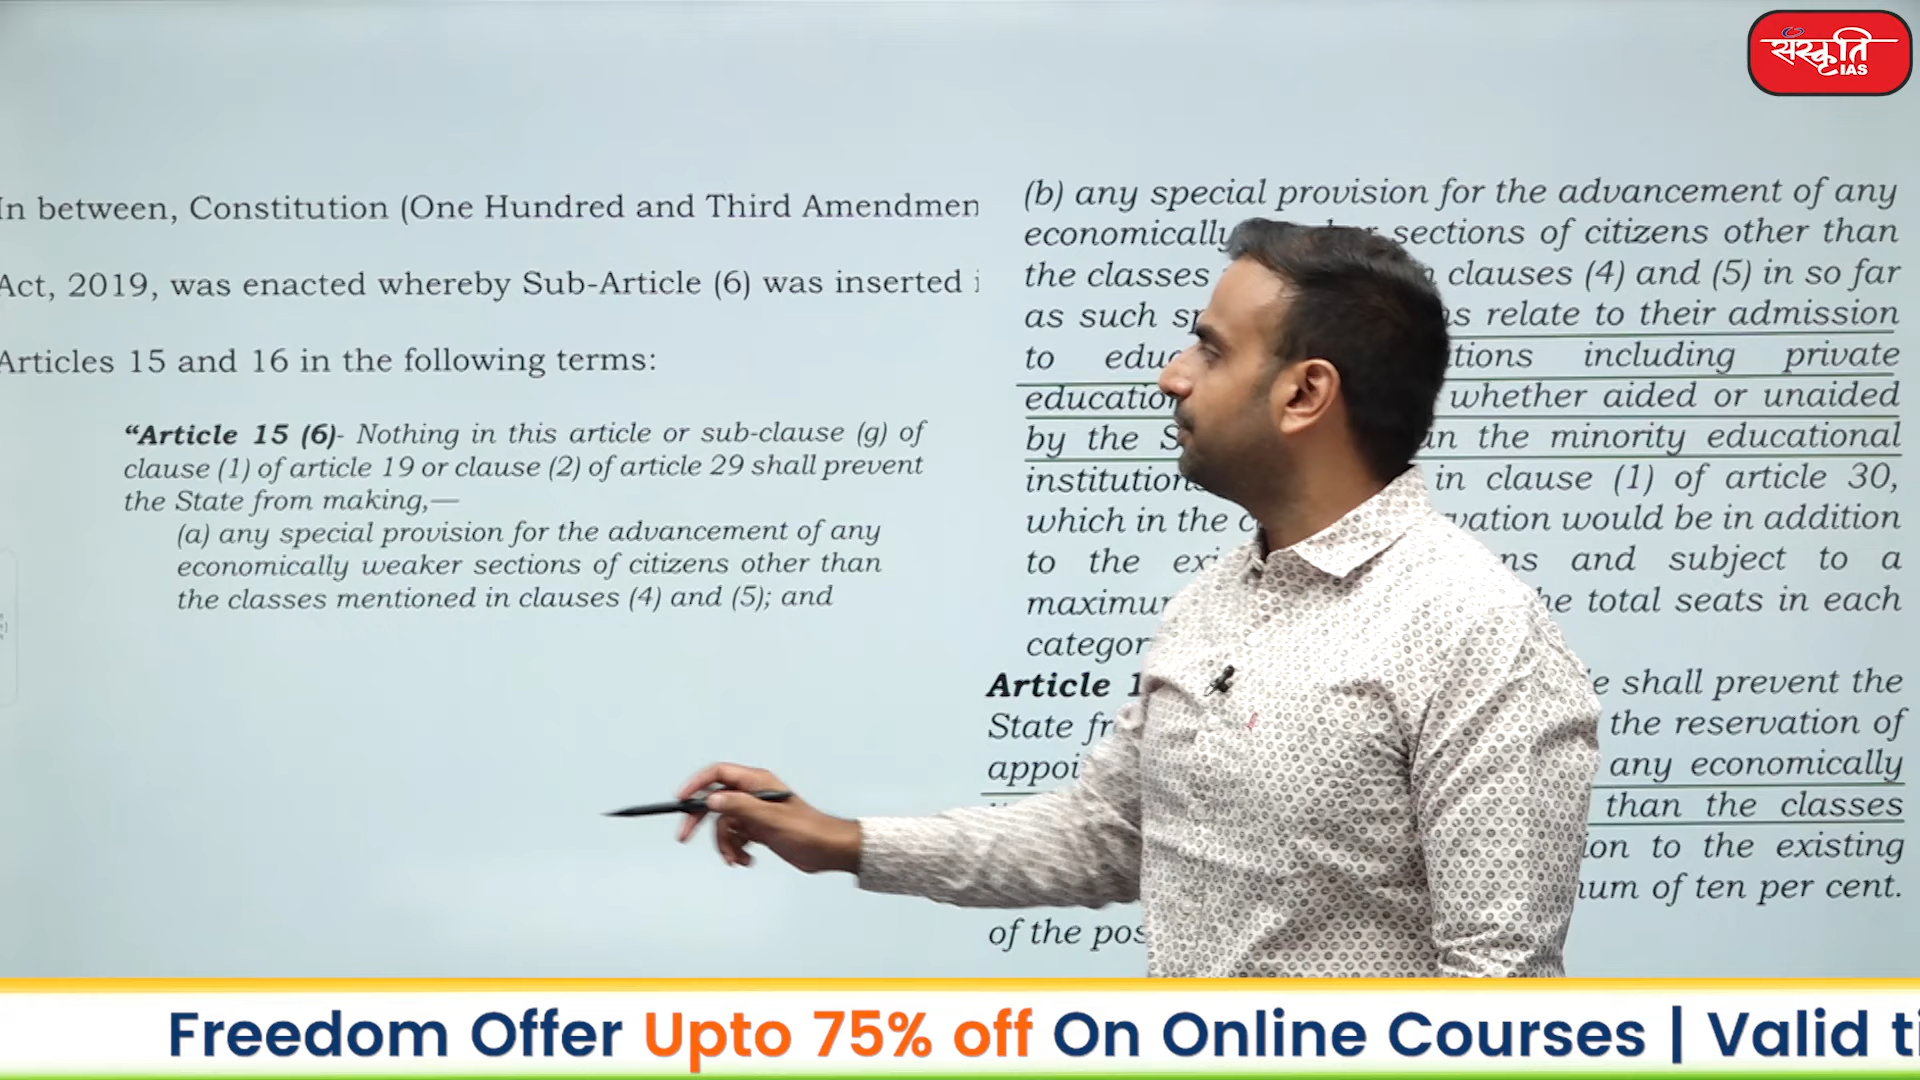 संस्कृति
IAS
In between, Constitution (One Hundred and Third Amendmen
Act, 2019, was enacted whereby Sub-Article (6) was inserted i
Articles 15 and 16 in the following terms:
“Article 15 (6)- Nothing in this article or sub-clause (g) of
clause (1) of article 19 or clause (2) of article 29 shall prevent
the State from making,—
(a) any special provision for the advancement of any
economically weaker sections of citizens other than
the classes mentioned in clauses (4) and (5); and
(b) any special provision for the advancement of any
economically sections of citizens other than
the classes clauses (4) and (5) in so far
as such relate to their admission
to including private
whether aided or unaided
by the the minority educational
in clause (1) of article 30,
which in the would be in addition
to the and subject to a
total seats in each
Article shall prevent the
State the reservation of
any economically
than the classes
to the existing
of ten per cent.
of the
Freedom Offer Upto 75% off On Online Courses | Valid